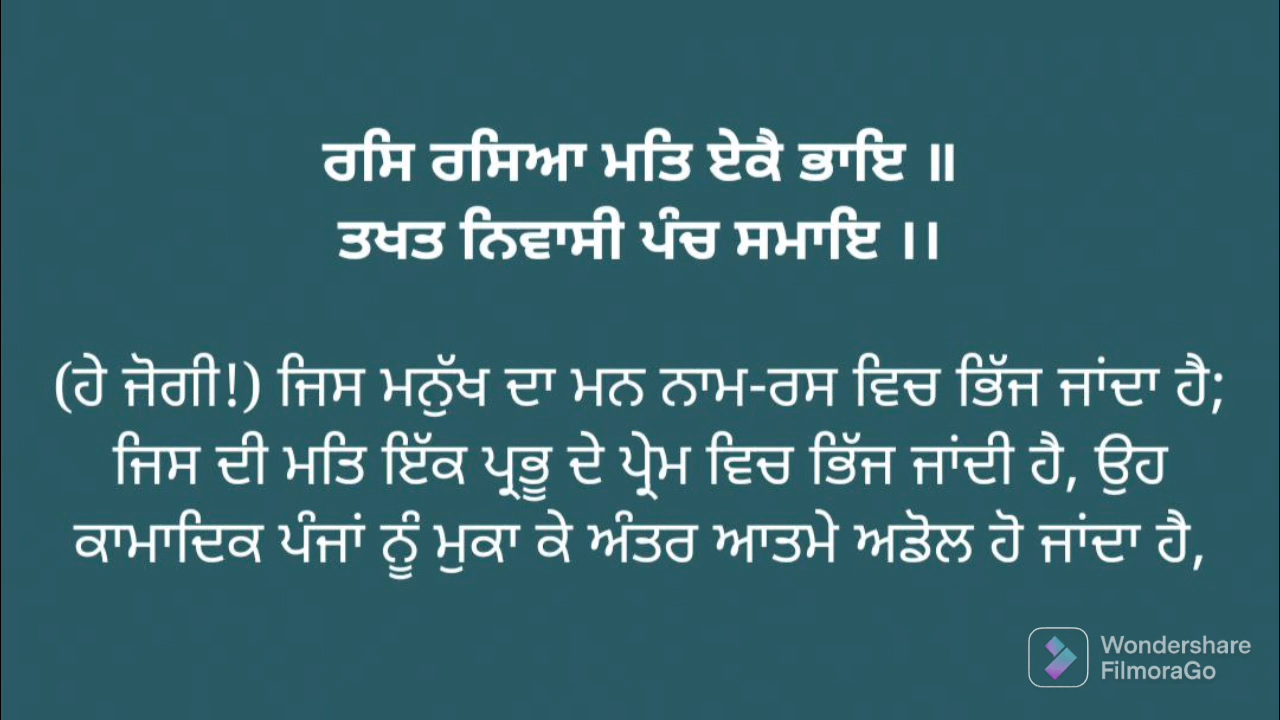 ਰਸਿ ਰਸਿਆ ਮਤਿ ਏਕੈ ਭਾਇ ॥
ਤਖਤ ਨਿਵਾਸੀ ਪੰਚ ਸਮਾਇ ।।
(ਹੇ ਜੋਗੀ!) ਜਿਸ ਮਨੁੱਖ ਦਾ ਮਨ ਨਾਮ-ਰਸ ਵਿਚ ਭਿੱਜ ਜਾਂਦਾ ਹੈ;
ਜਿਸ ਦੀ ਮਤਿ ਇੱਕ ਪ੍ਰਭੂ ਦੇ ਪ੍ਰੇਮ ਵਿਚ ਭਿੱਜ ਜਾਂਦੀ ਹੈ, ਉਹ
ਕਾਮਾਦਿਕ ਪੰਜਾਂ ਨੂੰ ਮੁਕਾ ਕੇ ਅੰਤਰ ਆਤਮੇ ਅਡੋਲ ਹੋ ਜਾਂਦਾ ਹੈ,
Wondershare
FilmoraGo